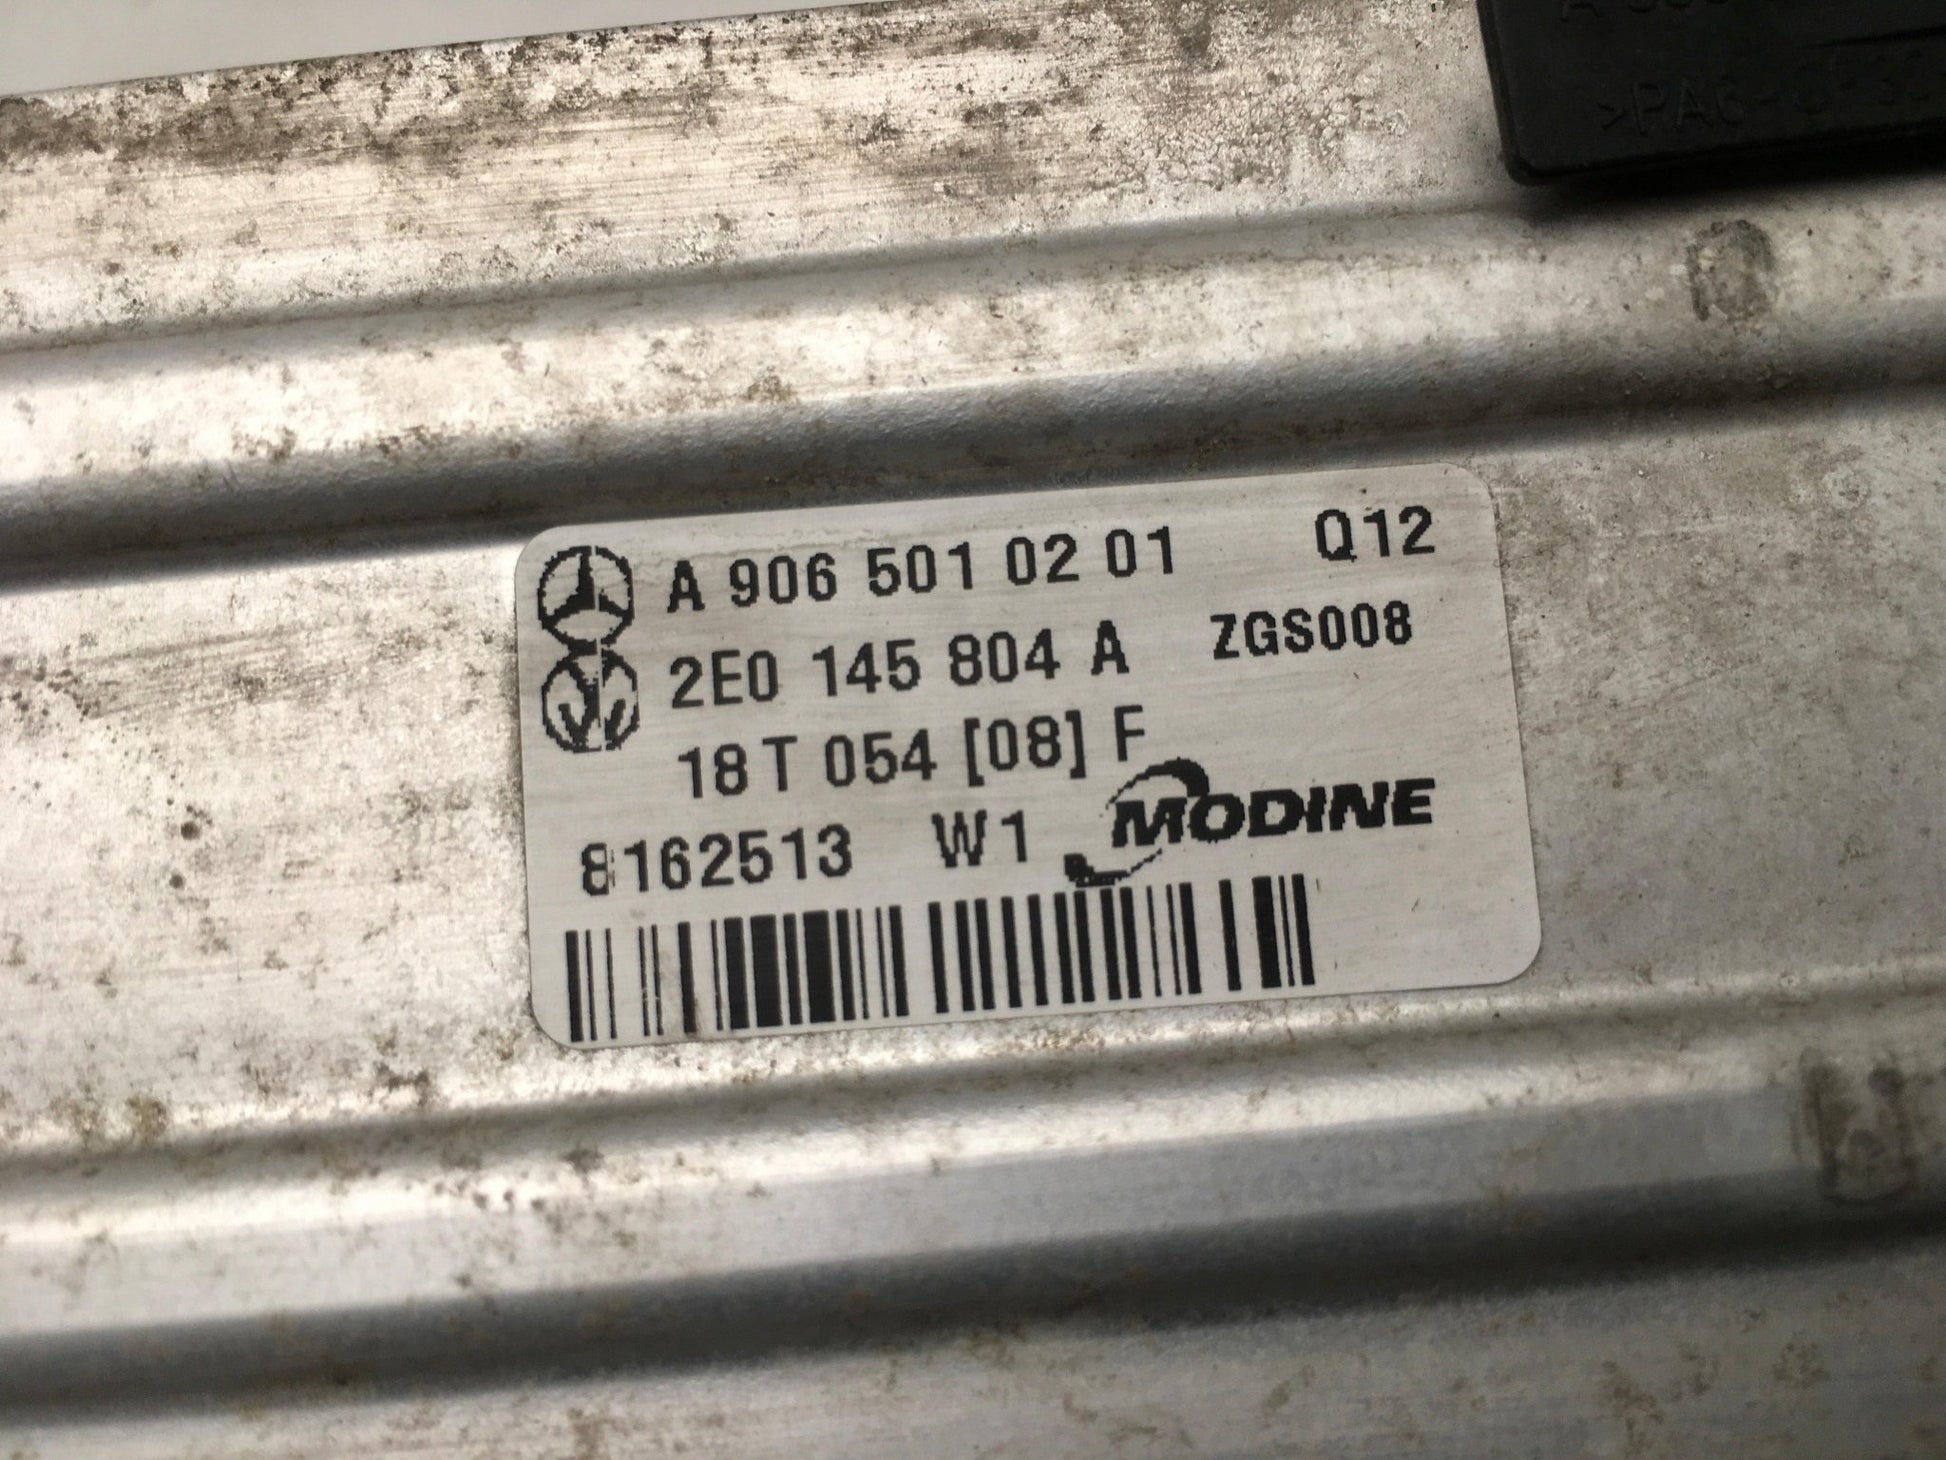 A 906 501 02 01 Q12
2E0 145 804 A ZGS008
18 T 054 [08] F
8162513 W1 MODINE